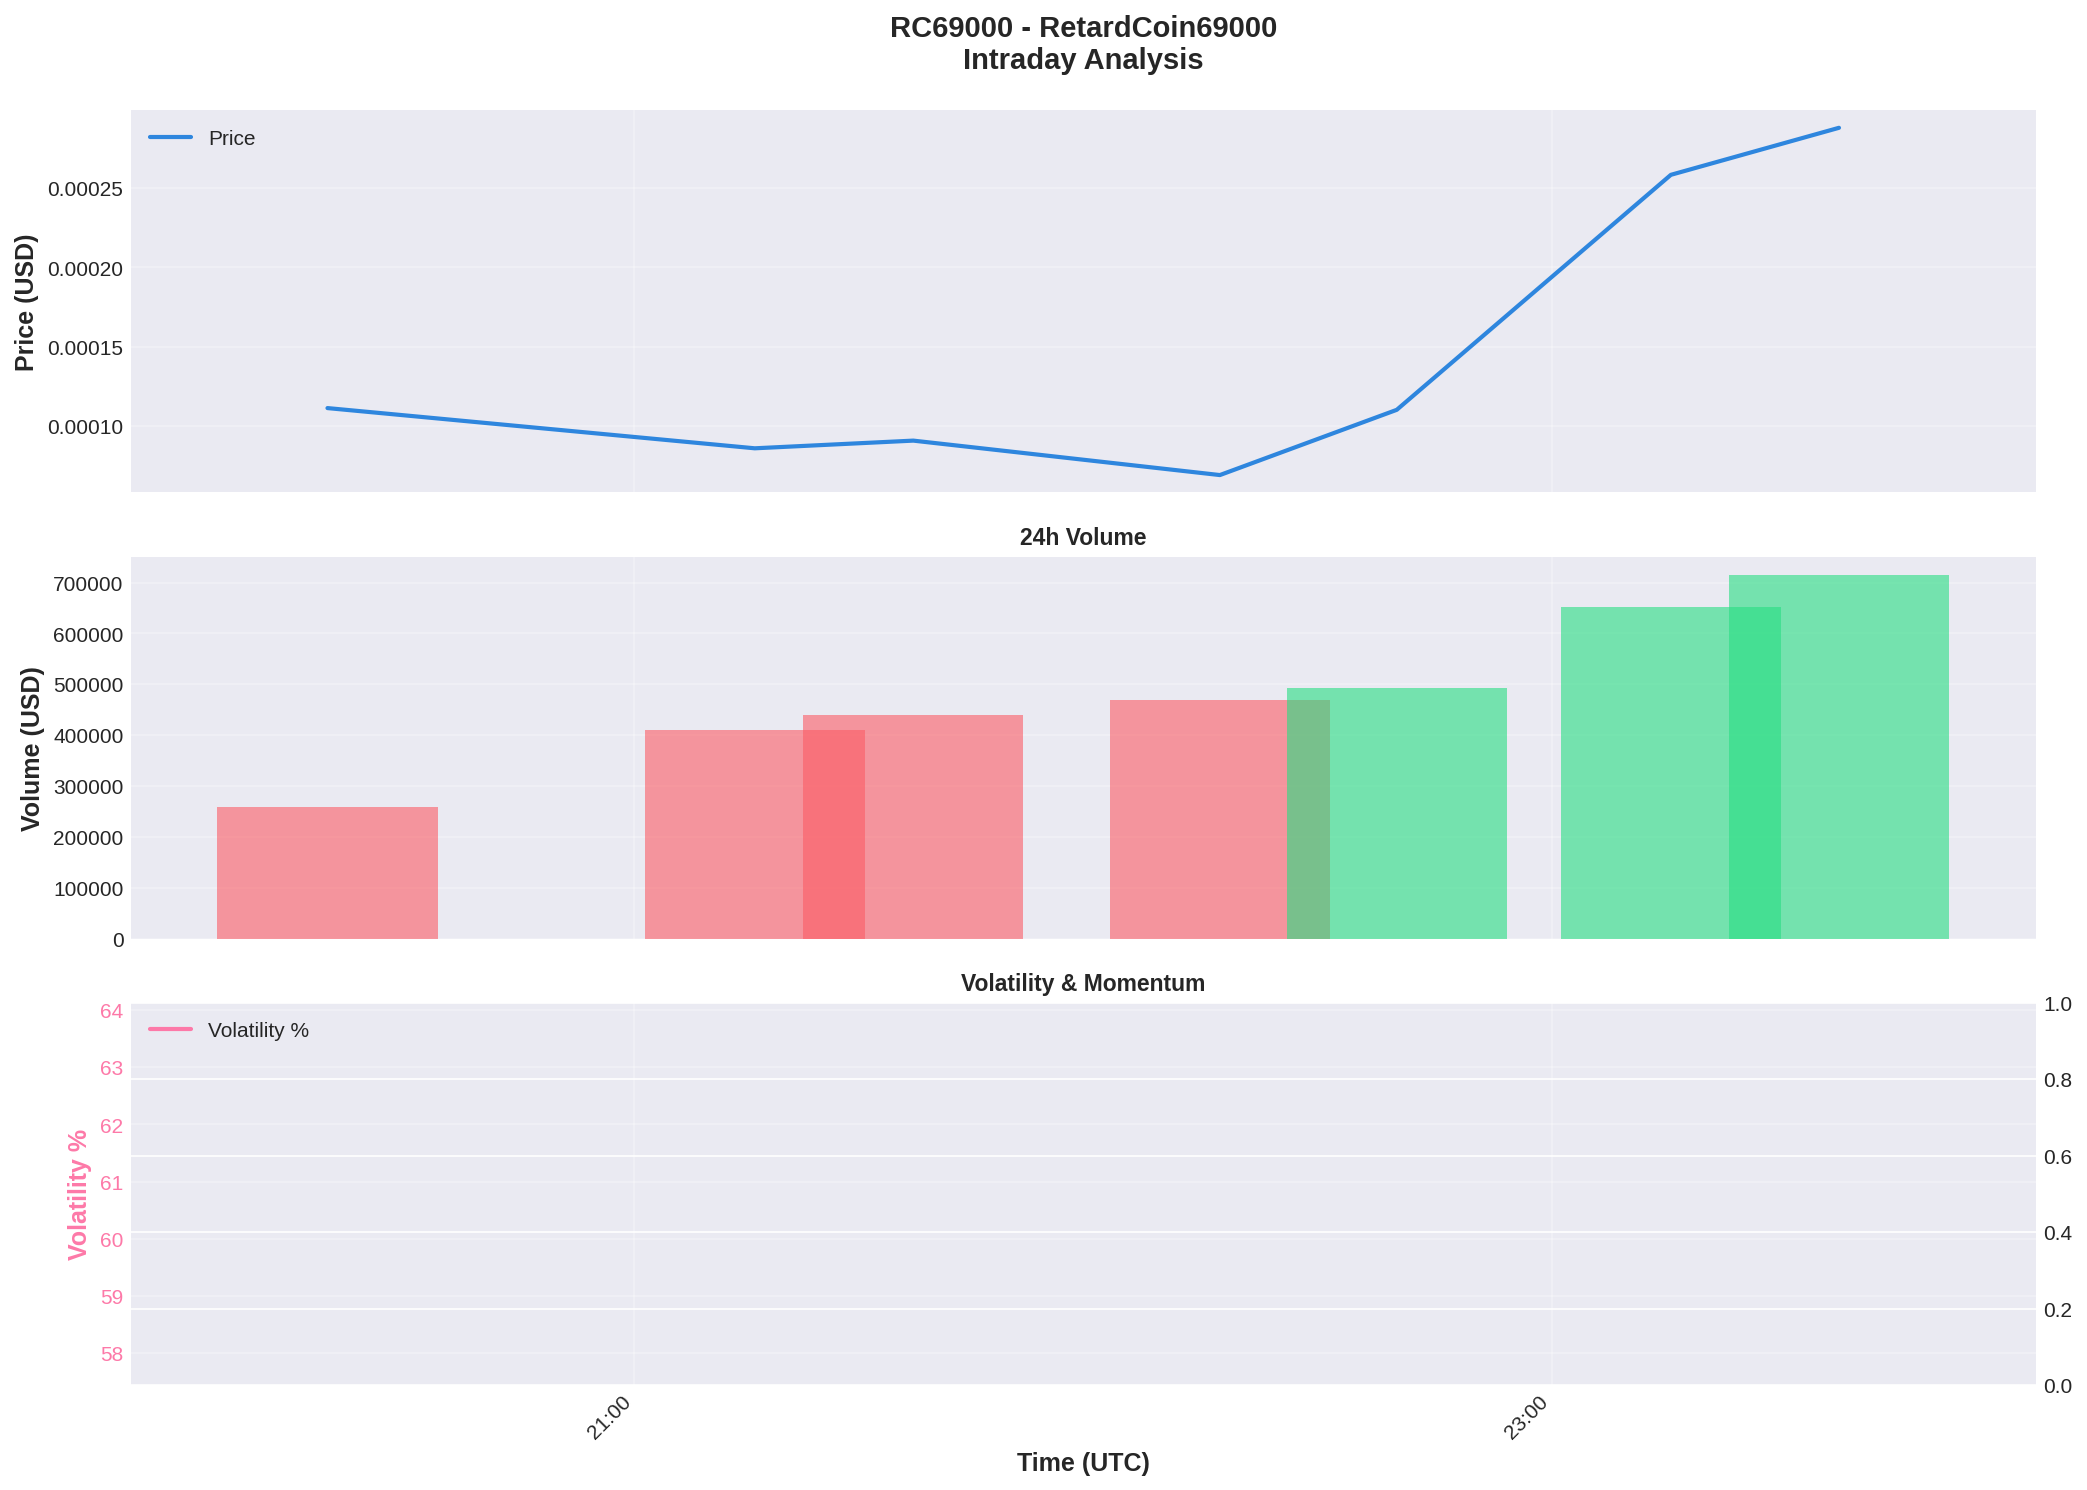 RC69000 - RetardCoin69000
Intraday Analysis
Price
Price (USD)
0.00025
0.00020
0.00015
0.00010
24h Volume
Volume (USD)
700000
600000
500000
400000
300000
200000
100000
0
Volatility & Momentum
Volatility %
Volatility %
64
63
62
61
60
59
58
1.0
0.8
0.6
0.4
0.2
0.0
21:00
23:00
Time (UTC)